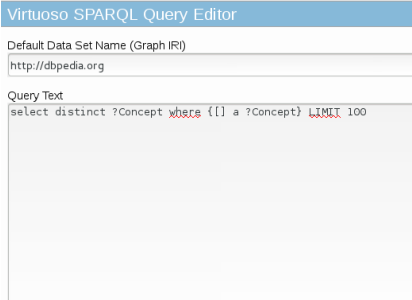 Virtuoso SPARQL Query Editor
Default Data Set Name (Graph IRI)
http://dbpedia.org
Query Text
select distinct ?Concept where {[] a ?Concept} LIMIT 100